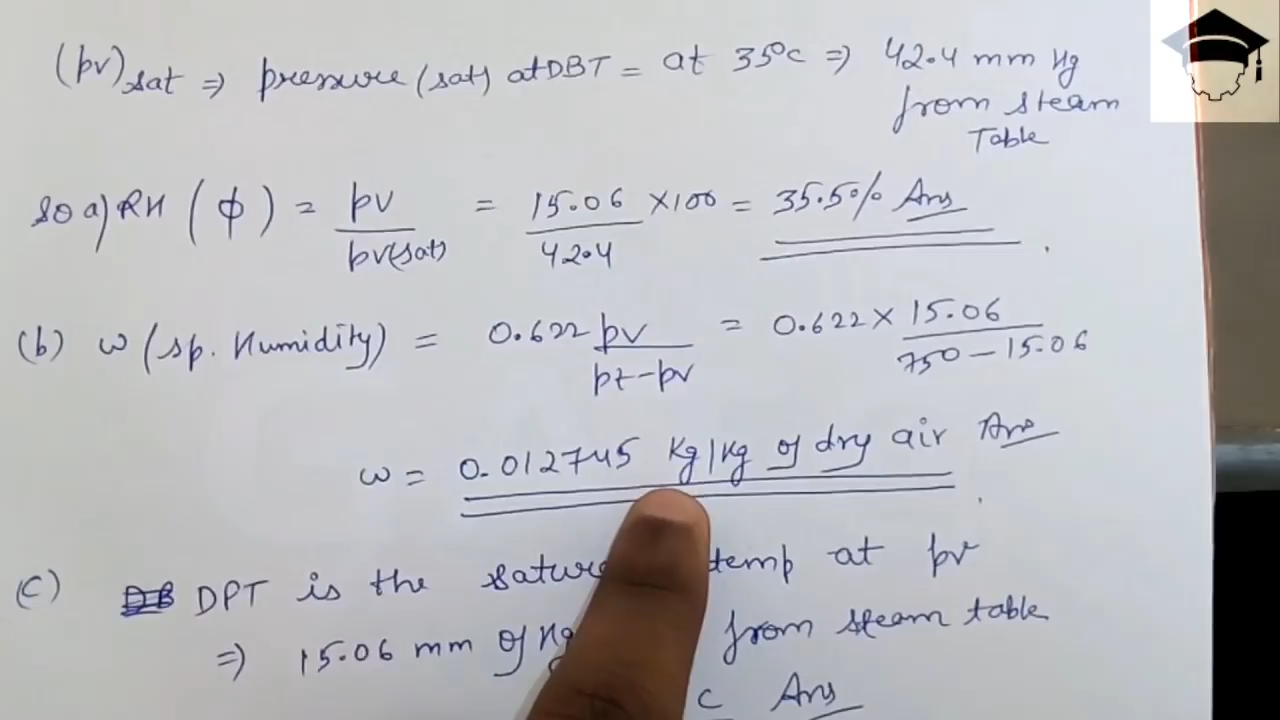 (pv)sat ⇒ pressure (sat) at DBT = at 35°c ⇒ 42.4 mm Hg
from steam
Table
so a) RH (ϕ) = pv / pv(sat) = 15.06 / 42.4 × 100 = 35.5% Ans
(b) w (sp. Humidity) = 0.622 pv / pt - pv = 0.622 × 15.06 / 750 - 15.06
w = 0.012745 kg/kg of dry air Ans
(c) DPT is the temp at pv
⇒ 15.06 mm of Hg from steam table
c Ans